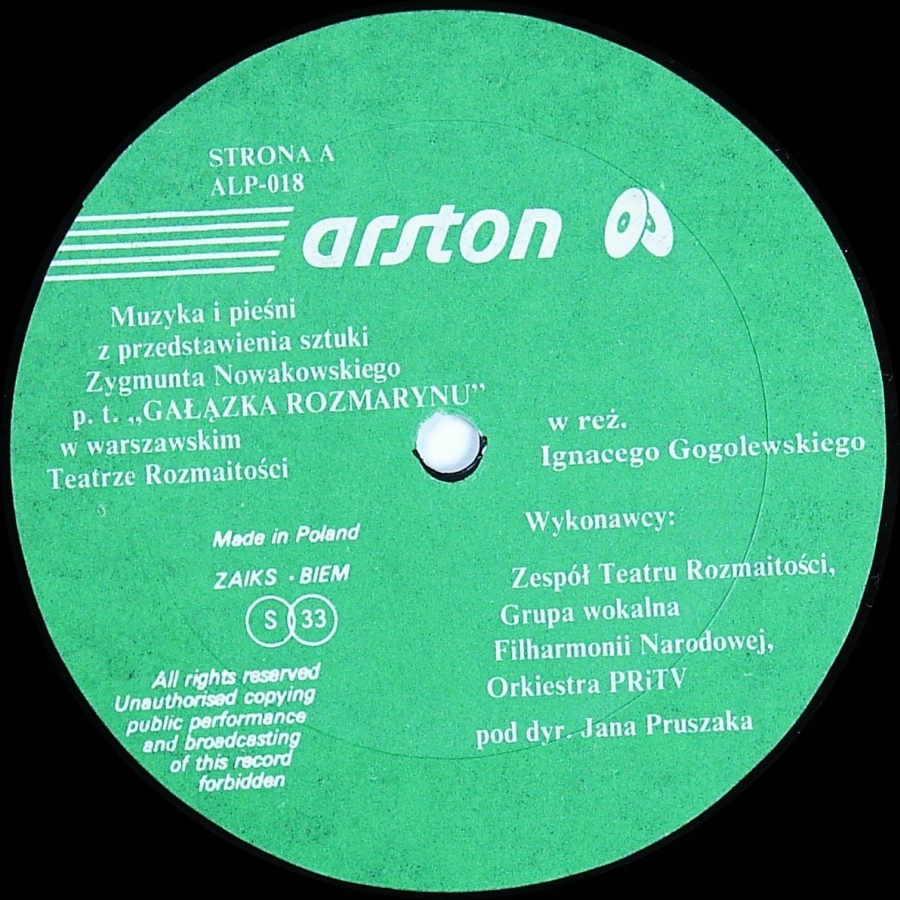 STRONA A
ALP-018
arston
Muzyka i pieśni
z przedstawienia sztuki
Zygmunta Nowakowskiego
p. t. „GAŁĄZKA ROZMARYNU”
w warszawskim
Teatrze Rozmaitości
w reż.
Ignacego Gogolewskiego
Wykonawcy:
Zespół Teatru Rozmaitości,
Grupa wokalna
Filharmonii Narodowej,
Orkiestra PRiTV
pod dyr. Jana Pruszaka
Made in Poland
ZAIKS · BIEM
S 33
All rights reserved
Unauthorised copying
public performance
and broadcasting
of this record
forbidden